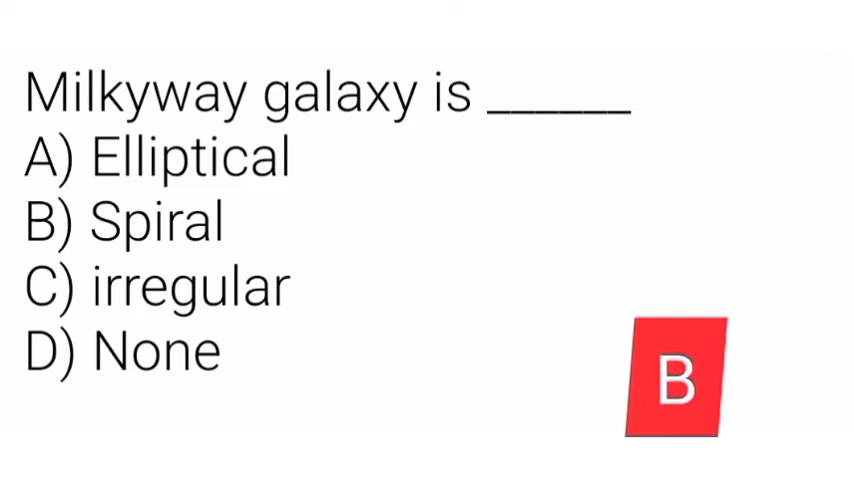 Milkyway galaxy is ______
A) Elliptical
B) Spiral
C) irregular
D) None
B